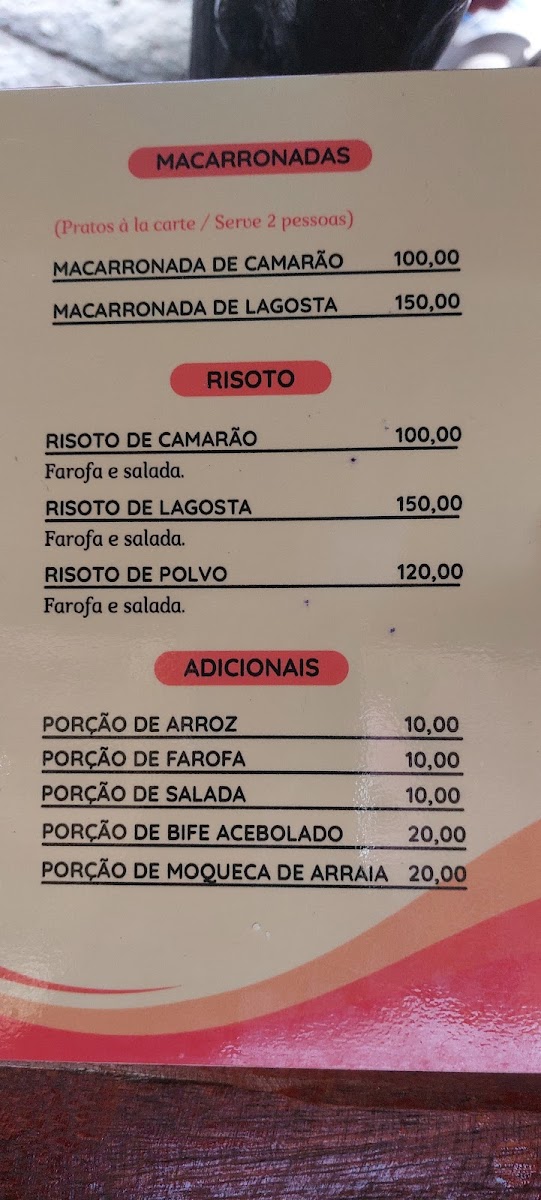 MACARRONADAS
(Pratos à la carte / Serve 2 pessoas)
MACARRONADA DE CAMARÃO 100,00
MACARRONADA DE LAGOSTA 150,00
RISOTO
RISOTO DE CAMARÃO 100,00
Farofa e salada.
RISOTO DE LAGOSTA 150,00
Farofa e salada.
RISOTO DE POLVO 120,00
Farofa e salada.
ADICIONAIS
PORÇÃO DE ARROZ 10,00
PORÇÃO DE FAROFA 10,00
PORÇÃO DE SALADA 10,00
PORÇÃO DE BIFE ACEBOLADO 20,00
PORÇÃO DE MOQUECA DE ARRAIA 20,00